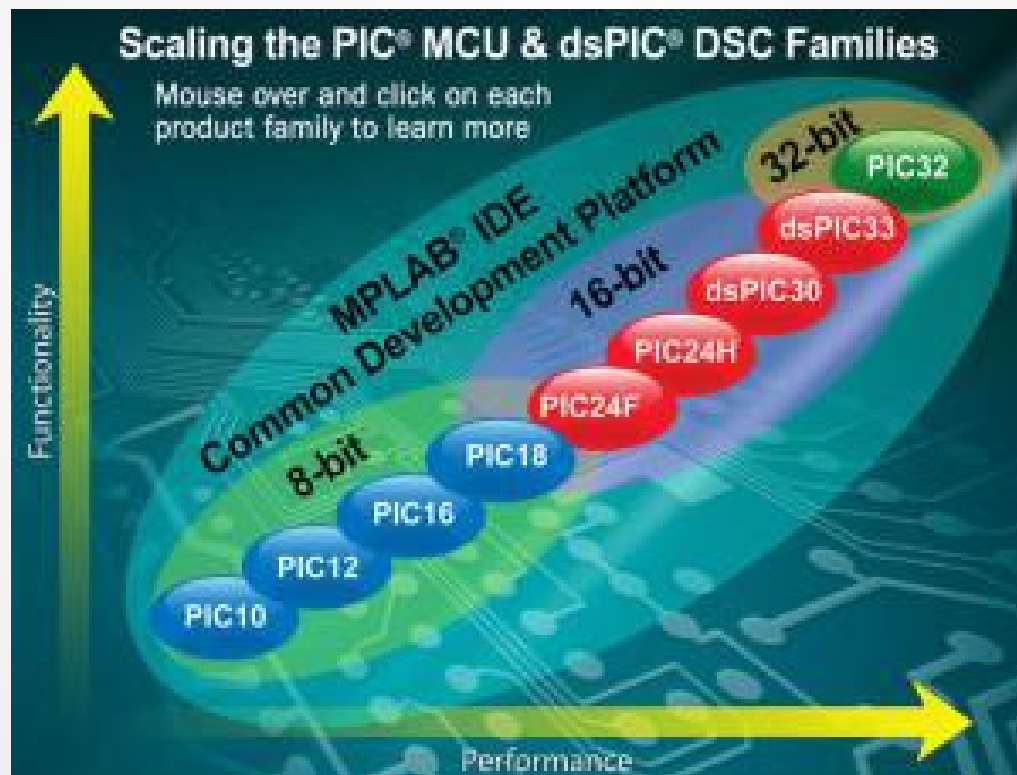 Scaling the PIC® MCU & dsPIC® DSC Families
Mouse over and click on each
product family to learn more
32-bit
PIC32
dsPIC33
MPLAB® IDE
Common Development Platform
16-bit
dsPIC30
PIC24H
PIC24F
8-bit
PIC18
PIC16
PIC12
PIC10
Functionality
Performance